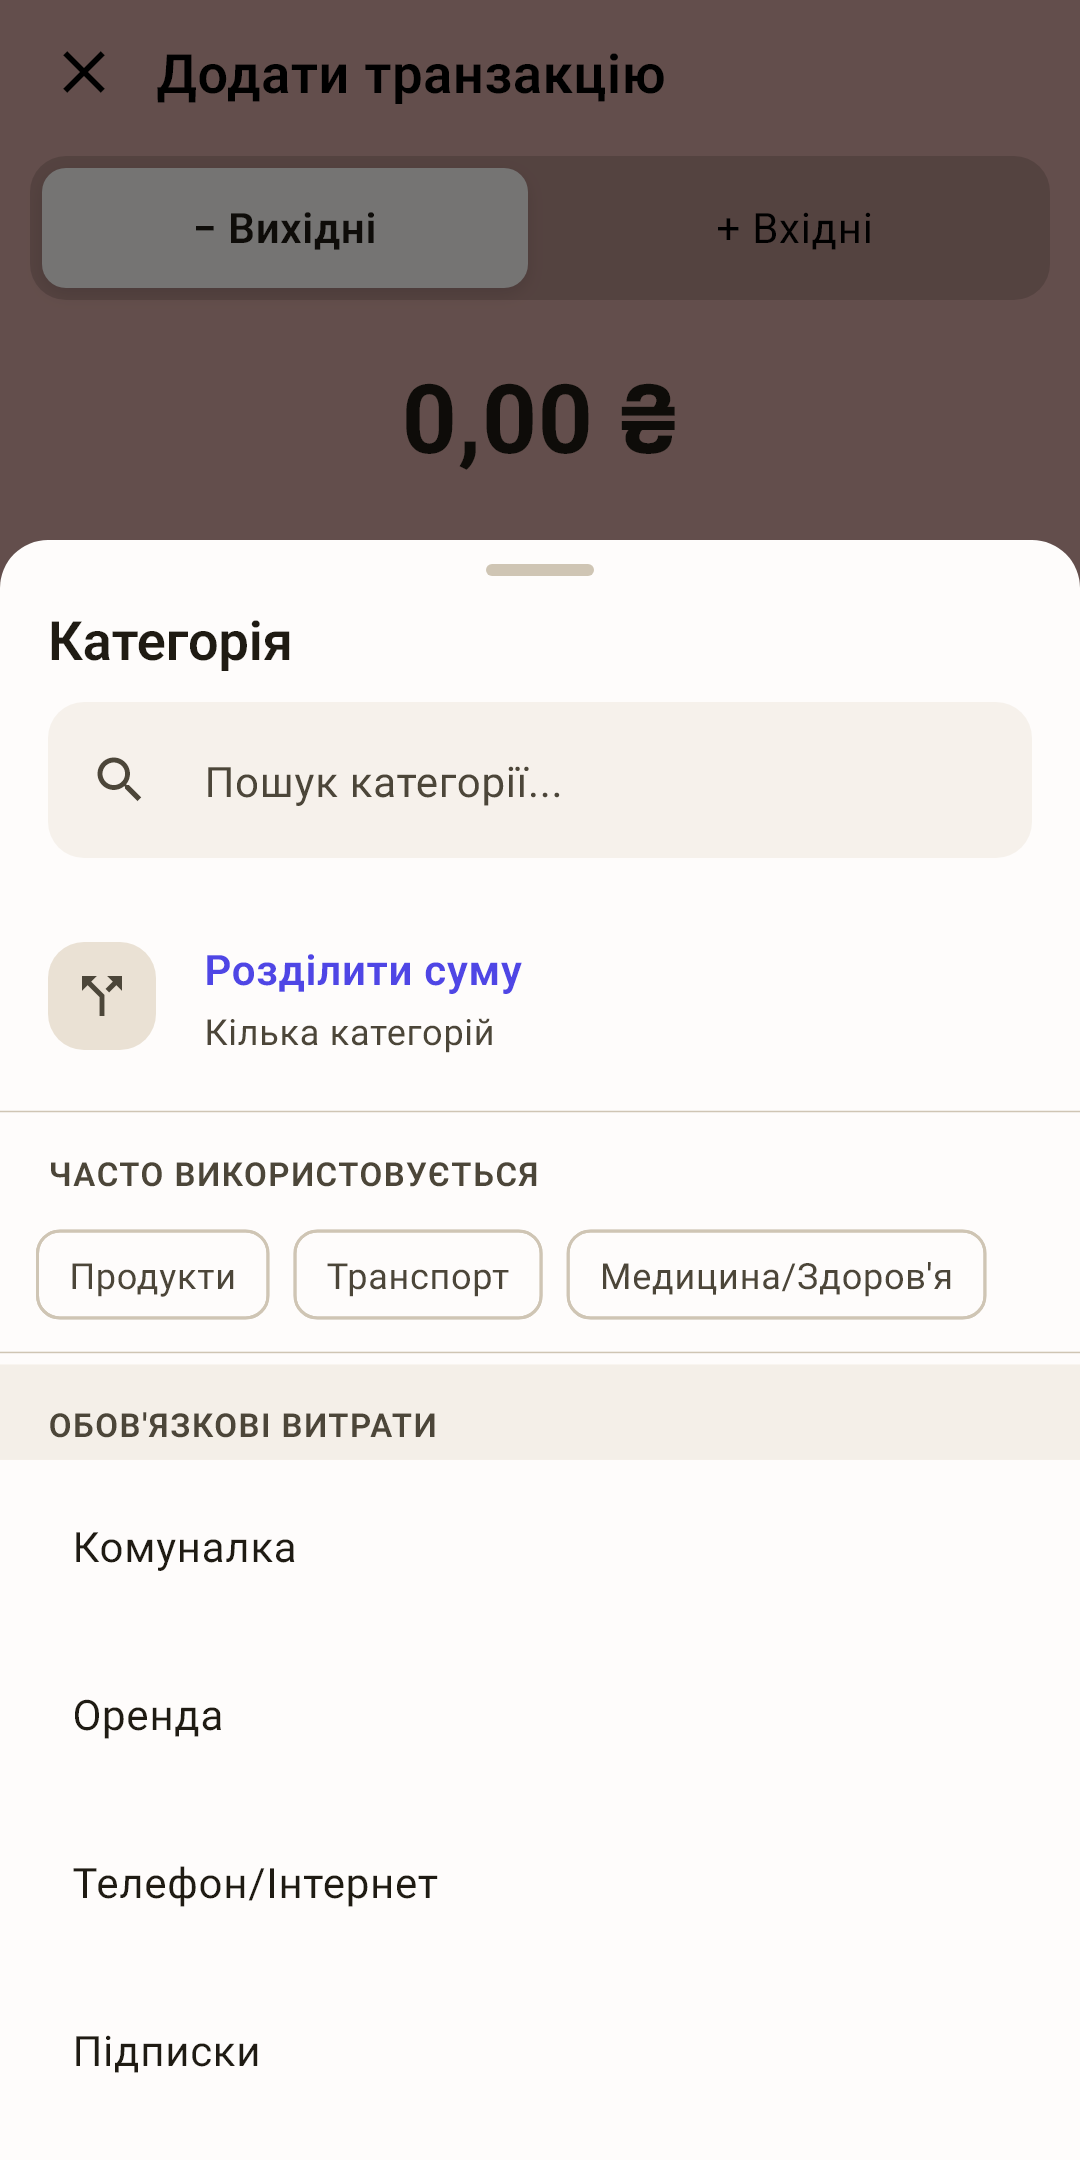 Додати транзакцію
− Вихідні
+ Вхідні
0,00 ₴
Категорія
Пошук категорії...
Розділити суму
Кілька категорій
ЧАСТО ВИКОРИСТОВУЄТЬСЯ
Продукти
Транспорт
Медицина/Здоров'я
ОБОВ'ЯЗКОВІ ВИТРАТИ
Комуналка
Оренда
Телефон/Інтернет
Підписки